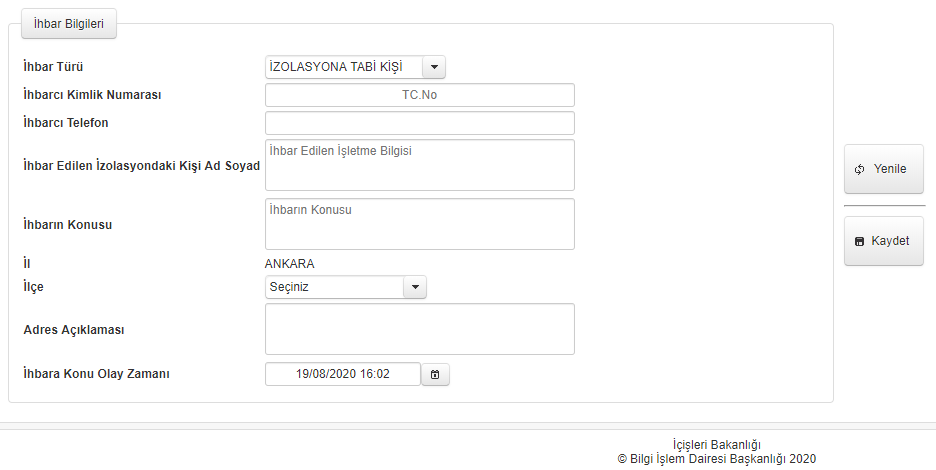 İhbar Bilgileri
İhbar Türü İZOLASYONA TABİ KİŞİ
İhbarcı Kimlik Numarası TC.No
İhbarcı Telefon
İhbar Edilen İzolasyondaki Kişi Ad Soyad İhbar Edilen İşletme Bilgisi
Yenile
İhbarın Konusu İhbarın Konusu
Kaydet
İl ANKARA
İlçe Seçiniz
Adres Açıklaması
İhbara Konu Olay Zamanı 19/08/2020 16:02
İçişleri Bakanlığı
© Bilgi İşlem Dairesi Başkanlığı 2020